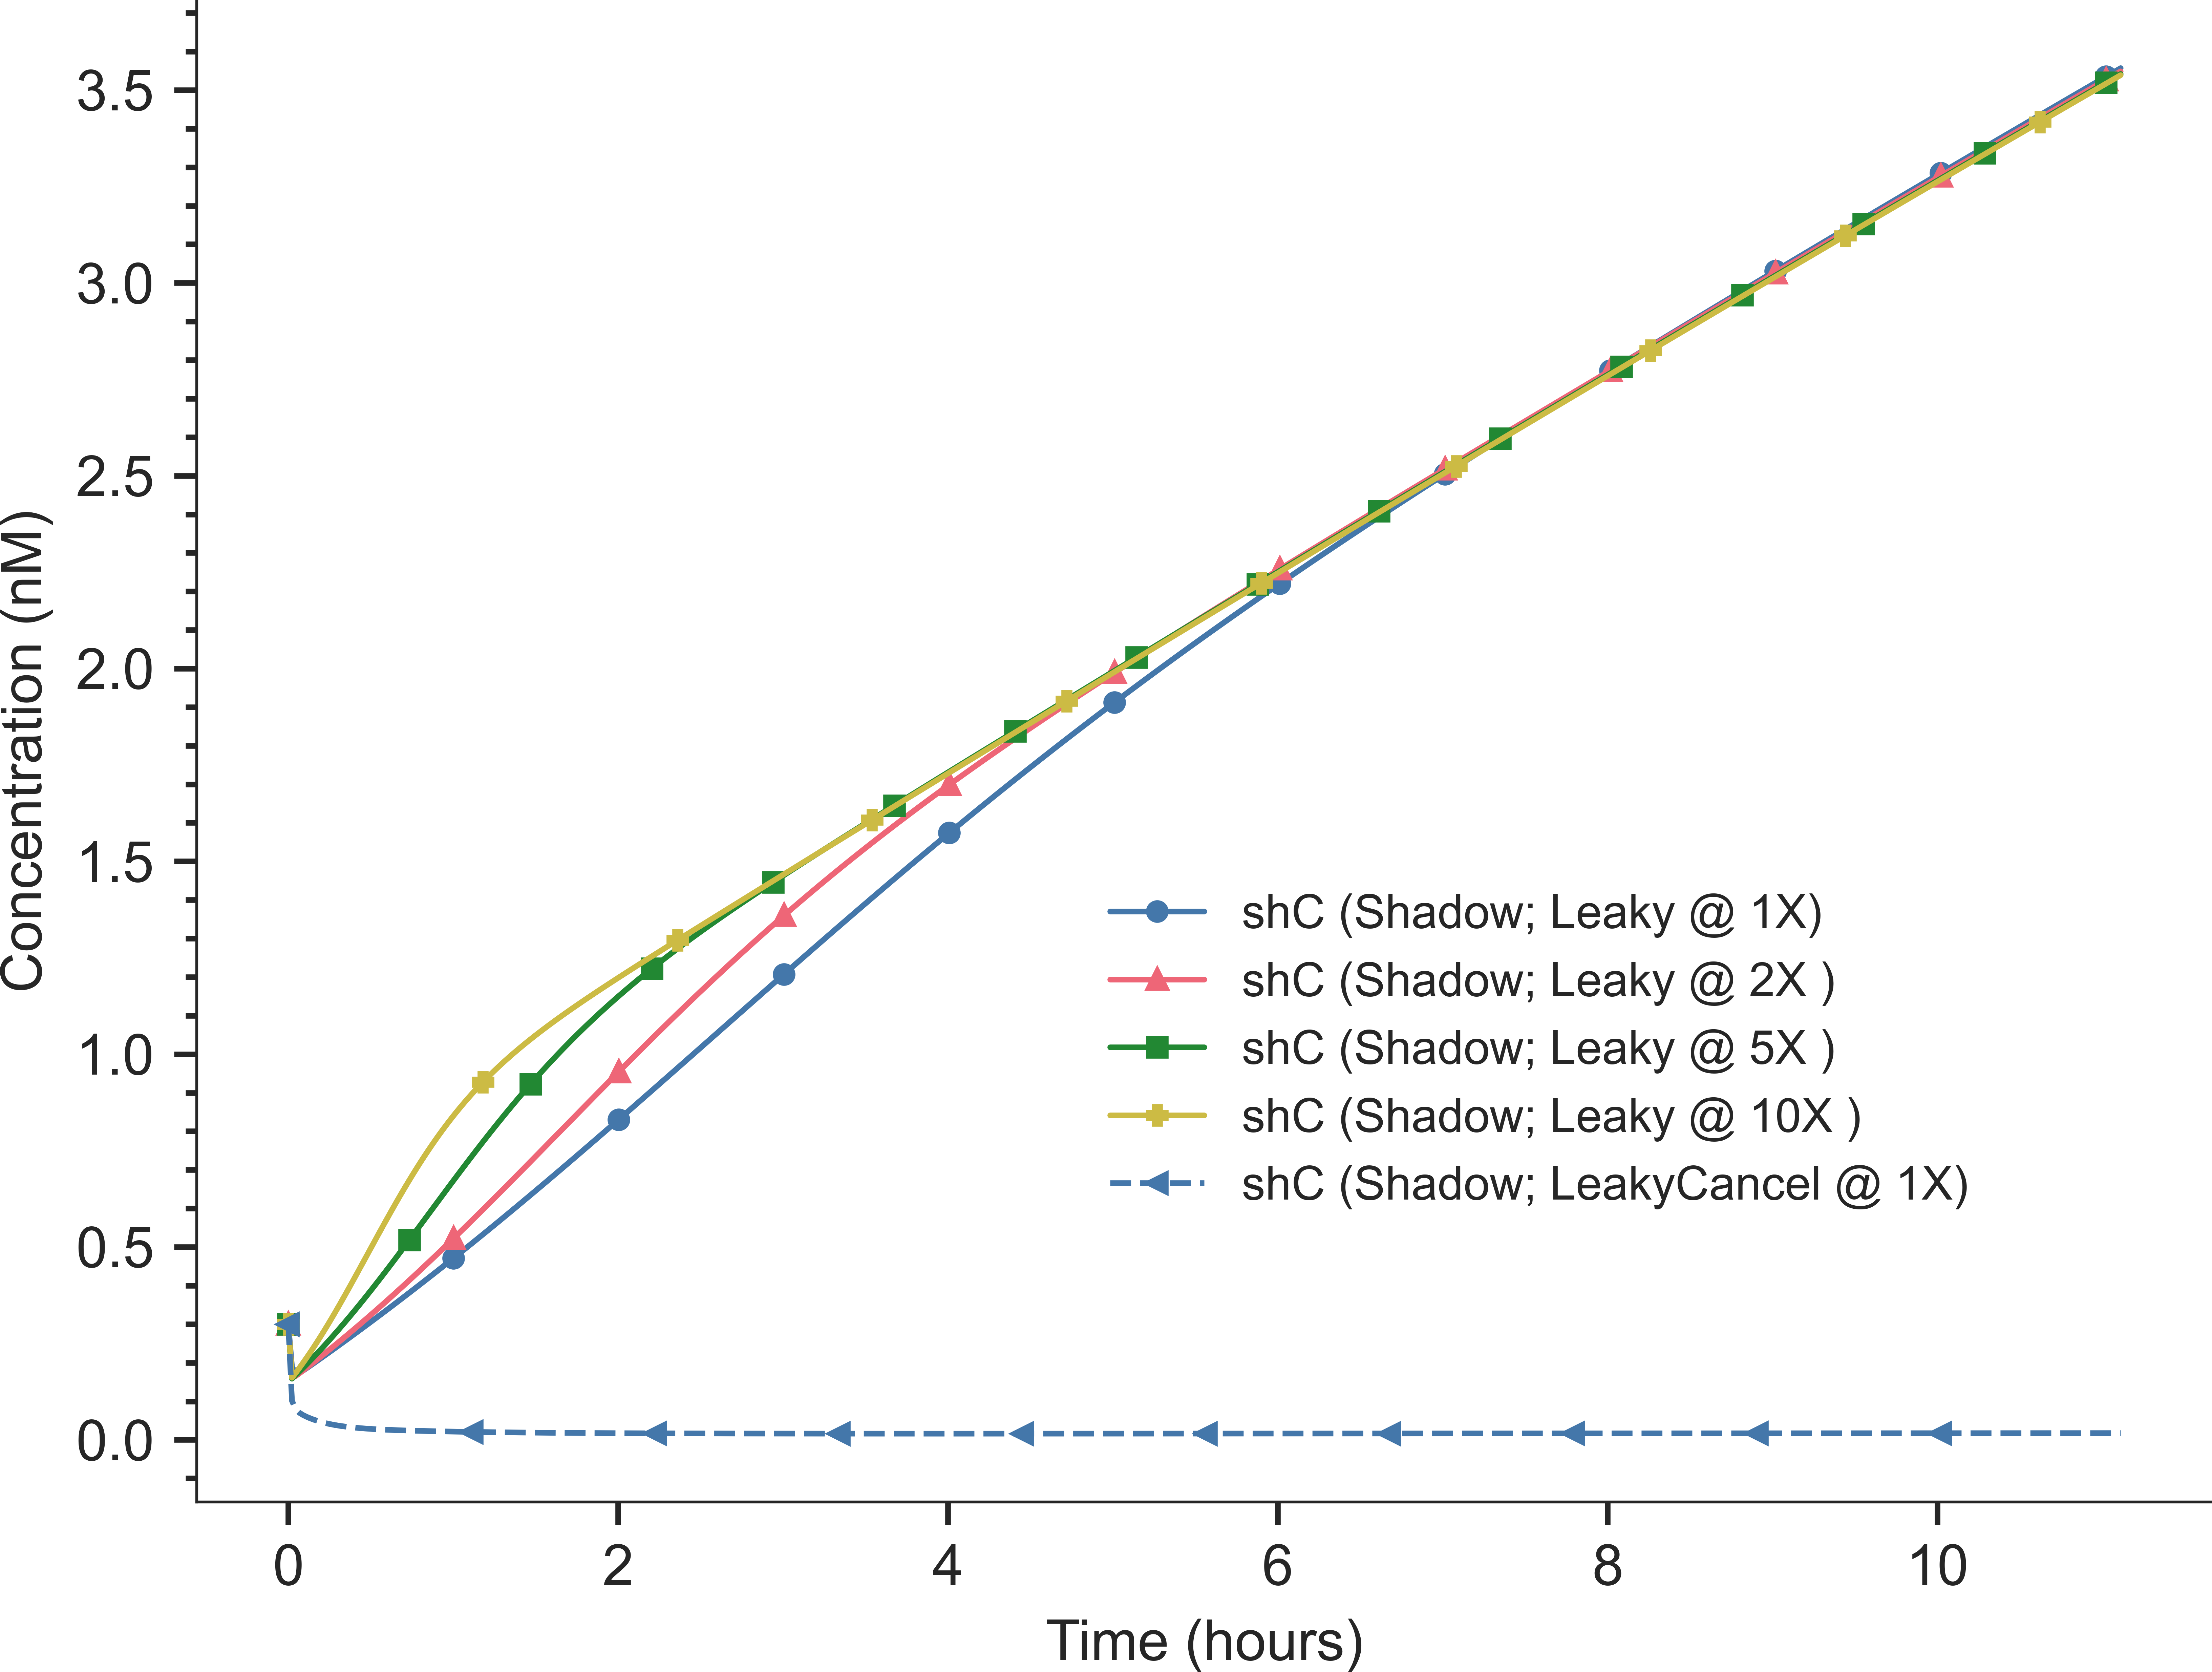 Concentration (nM)
3.5
3.0
2.5
2.0
1.5
1.0
0.5
0.0
shC (Shadow; Leaky @ 1X)
shC (Shadow; Leaky @ 2X )
shC (Shadow; Leaky @ 5X )
shC (Shadow; Leaky @ 10X )
shC (Shadow; LeakyCancel @ 1X)
0 2 4 6 8 10
Time (hours)